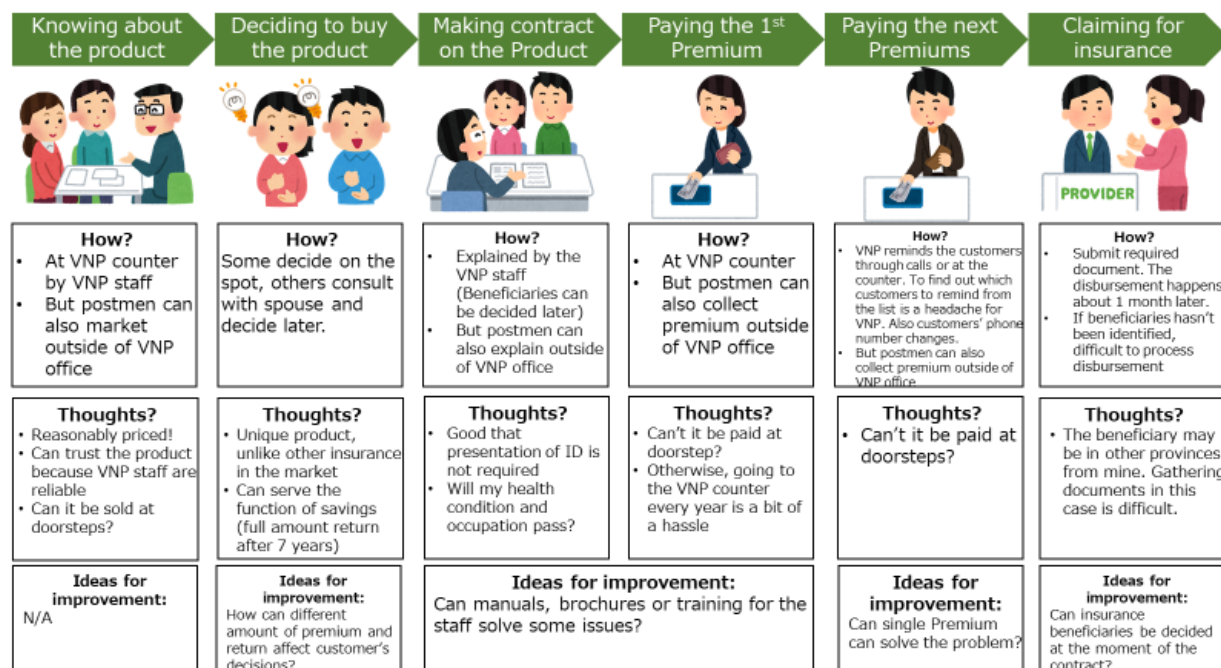 Knowing about
the product
Deciding to buy
the product
Making contract
on the Product
Paying the 1st
Premium
Paying the next
Premiums
Claiming for
insurance
PROVIDER
How?
• At VNP counter
by VNP staff
• But postmen can
also market
outside of VNP
office
How?
Some decide on the
spot, others consult
with spouse and
decide later.
How?
• Explained by the
VNP staff
(Beneficiaries can
be decided later)
• But postmen can
also explain outside
of VNP office
How?
• At VNP counter
• But postmen can
also collect
premium outside
of VNP office
How?
• VNP reminds the customers
through calls or at the
counter. To find out which
customers to remind from
the list is a headache for
VNP. Also customers' phone
number changes.
• But postmen can also
collect premium outside of
VNP office
How?
• Submit required
document. The
disbursement happens
about 1 month later.
• If beneficiaries hasn't
been identified,
difficult to process
disbursement
Thoughts?
• Reasonably priced!
• Can trust the product
because VNP staff are
reliable
• Can it be sold at
doorsteps?
Thoughts?
• Unique product,
unlike other insurance
in the market
• Can serve the
function of savings
(full amount return
after 7 years)
Thoughts?
• Good that
presentation of ID is
not required
• Will my health
condition and
occupation pass?
Thoughts?
• Can't it be paid at
doorstep?
• Otherwise, going to
the VNP counter
every year is a bit of
a hassle
Thoughts?
• Can't it be paid at
doorsteps?
Thoughts?
• The beneficiary may
be in other provinces
from mine. Gathering
documents in this
case is difficult.
Ideas for
improvement:
N/A
Ideas for
improvement:
How can different
amount of premium and
return affect customer's
decisions?
Ideas for improvement:
Can manuals, brochures or training for the
staff solve some issues?
Ideas for
improvement:
Can single Premium
can solve the problem?
Ideas for
improvement:
Can insurance
beneficiaries be decided
at the moment of the
contract?